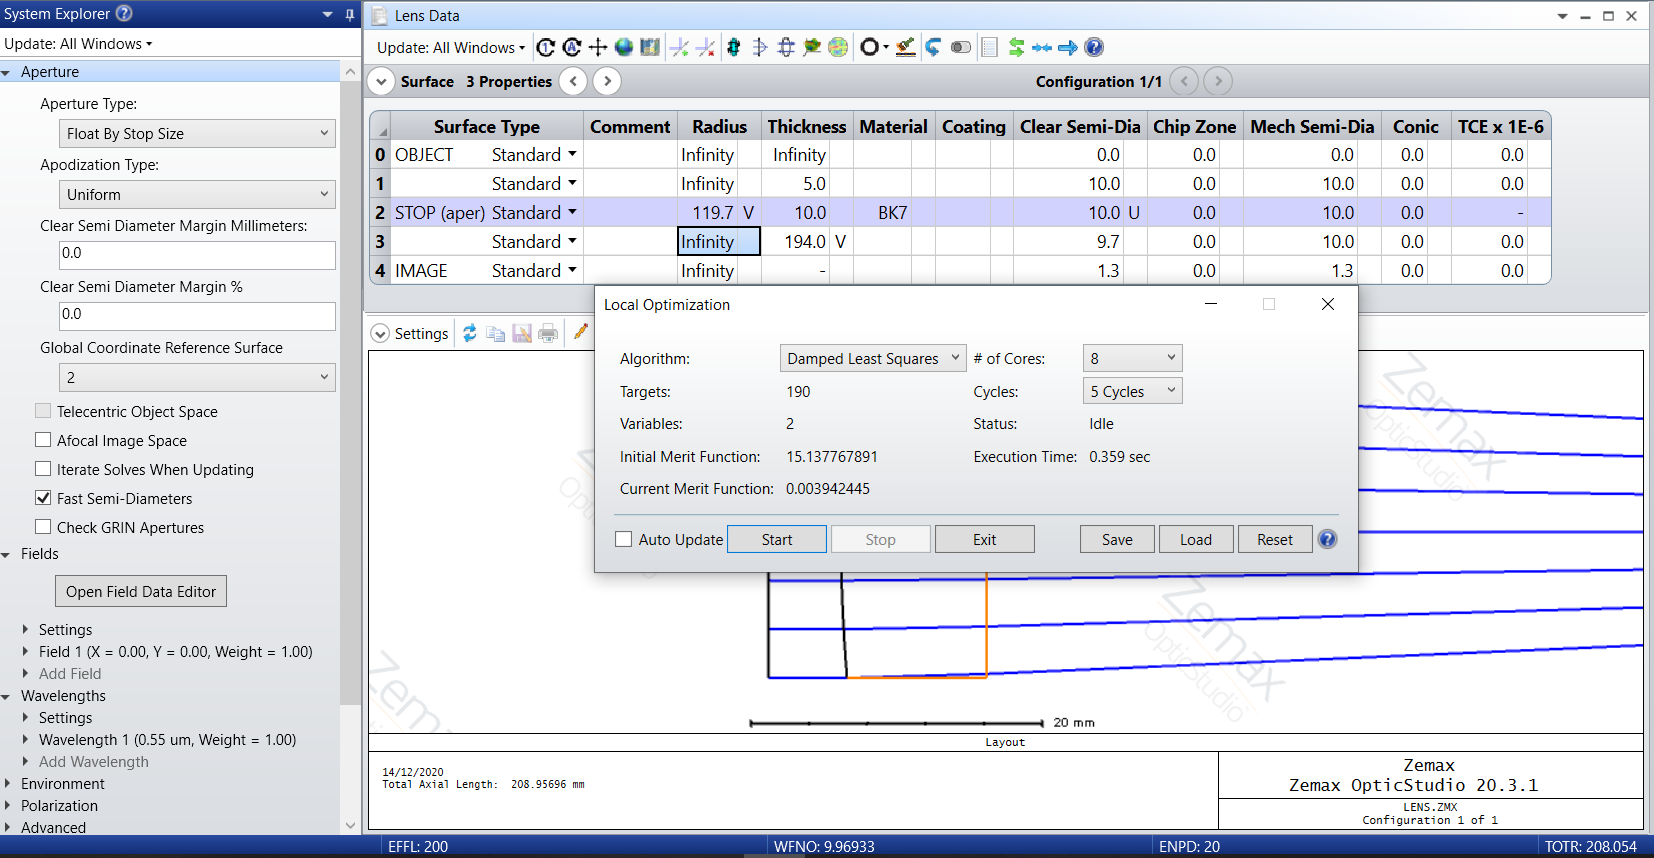 System Explorer ?
Update: All Windows
Aperture
Aperture Type:
Float By Stop Size
Apodization Type:
Uniform
Clear Semi Diameter Margin Millimeters:
0.0
Clear Semi Diameter Margin %
0.0
Global Coordinate Reference Surface
2
Telecentric Object Space
Afocal Image Space
Iterate Solves When Updating
Fast Semi-Diameters
Check GRIN Apertures
Fields
Open Field Data Editor
Settings
Field 1 (X = 0.00, Y = 0.00, Weight = 1.00)
Add Field
Wavelengths
Settings
Wavelength 1 (0.55 um, Weight = 1.00)
Add Wavelength
Environment
Polarization
Advanced
Lens Data
Update: All Windows
Surface 3 Properties
Configuration 1/1
Surface Type Comment Radius Thickness Material Coating Clear Semi-Dia Chip Zone Mech Semi-Dia Conic TCE x 1E-6
0 OBJECT Standard Infinity Infinity 0.0 0.0 0.0 0.0 0.0
1 Standard Infinity 5.0 10.0 0.0 10.0 0.0 0.0
2 STOP (aper) Standard 119.7 V 10.0 BK7 10.0 U 0.0 10.0 0.0 -
3 Standard Infinity 194.0 V 9.7 0.0 10.0 0.0 0.0
4 IMAGE Standard Infinity - 1.3 0.0 1.3 0.0 0.0
Settings
Local Optimization
Algorithm: Damped Least Squares # of Cores: 8
Targets: 190 Cycles: 5 Cycles
Variables: 2 Status: Idle
Initial Merit Function: 15.137767891 Execution Time: 0.359 sec
Current Merit Function: 0.003942445
Auto Update Start Stop Exit Save Load Reset ?
Zemax
OpticStudio
Zemax
OpticStudio
Zem
20 mm
Layout
14/12/2020
Total Axial Length: 208.95696 mm
Zemax
Zemax OpticStudio 20.3.1
LENS.ZMX
Configuration 1 of 1
EFFL: 200 WFNO: 9.96933 ENPD: 20 TOTR: 208.054